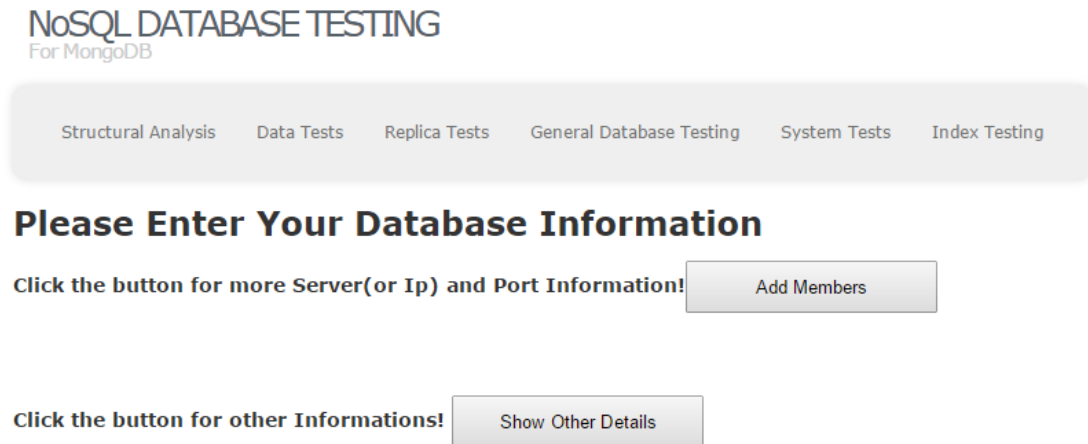 NoSQL DATABASE TESTING
For MongoDB
Structural Analysis Data Tests Replica Tests General Database Testing System Tests Index Testing
Please Enter Your Database Information
Click the button for more Server(or Ip) and Port Information! Add Members
Click the button for other Informations! Show Other Details